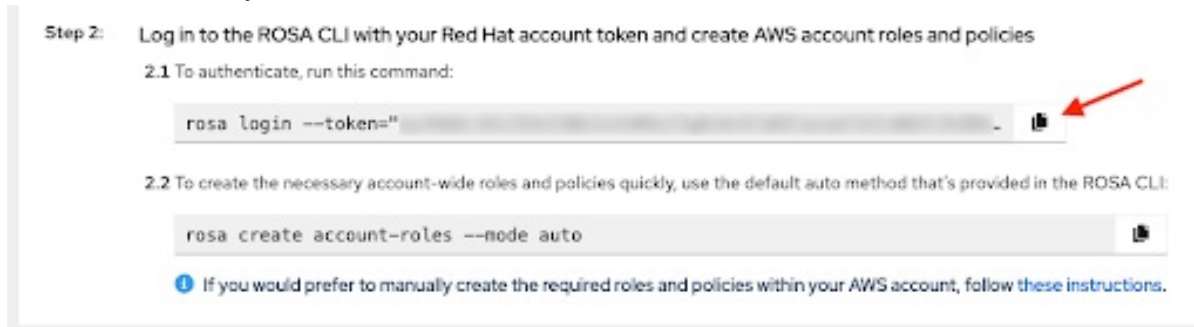 Step 2: Log in to the ROSA CLI with your Red Hat account token and create AWS account roles and policies
2.1 To authenticate, run this command:
rosa login --token="
2.2 To create the necessary account-wide roles and policies quickly, use the default auto method that's provided in the ROSA CLI:
rosa create account-roles --mode auto
If you would prefer to manually create the required roles and policies within your AWS account, follow these instructions.